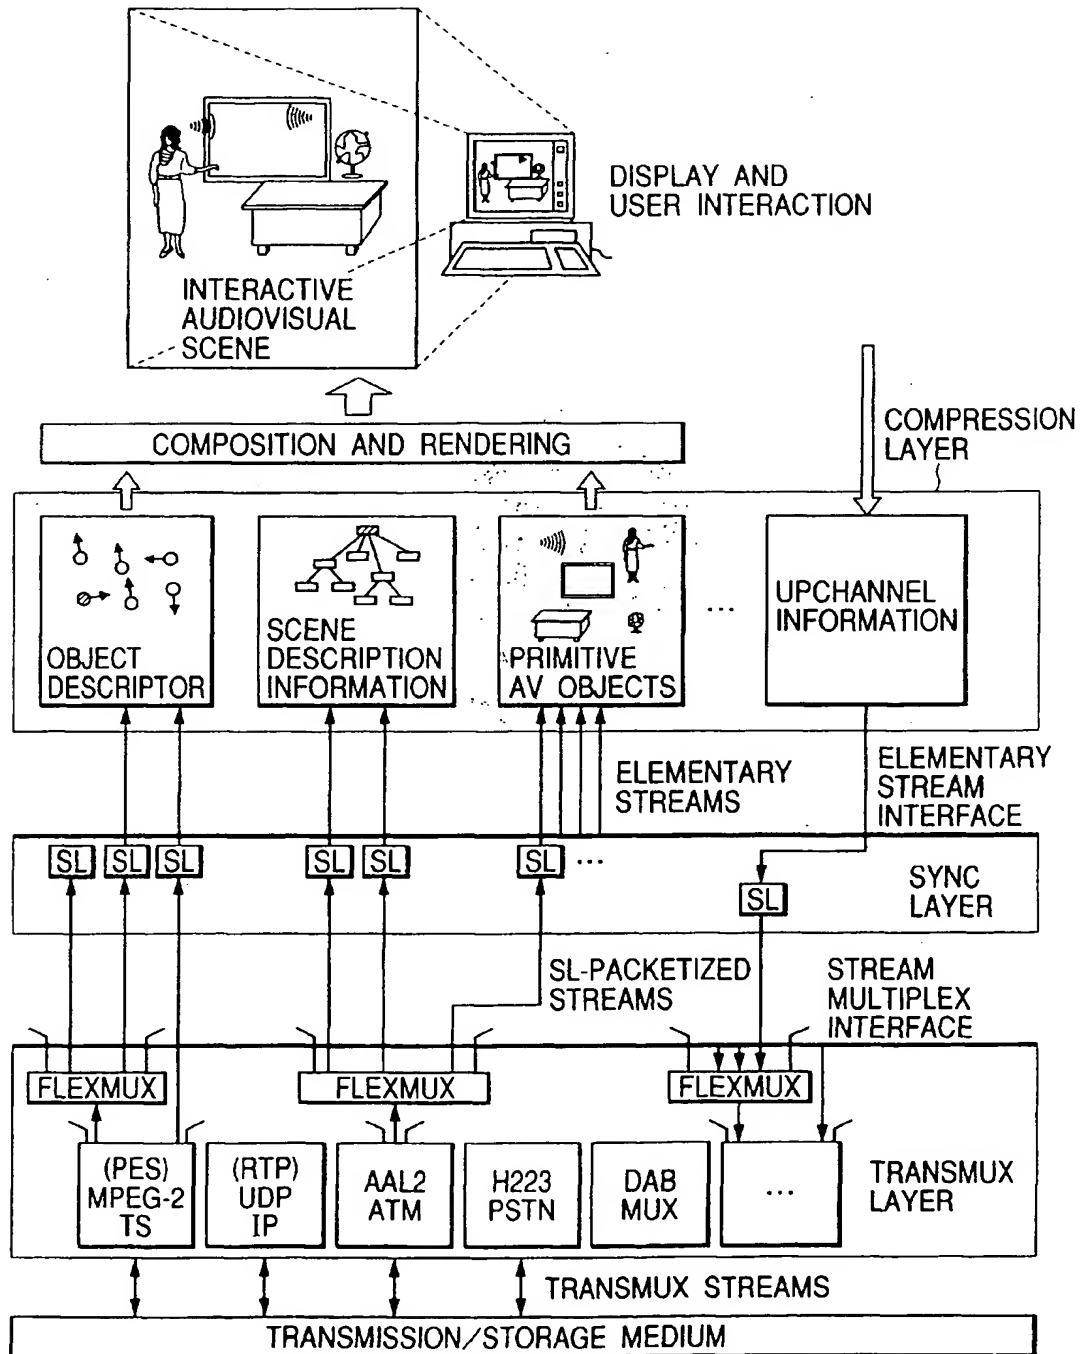 DISPLAY AND
USER INTERACTION
INTERACTIVE
AUDIOVISUAL
SCENE
COMPRESSION
LAYER
COMPOSITION AND RENDERING
OBJECT
DESCRIPTOR
SCENE
DESCRIPTION
INFORMATION
PRIMITIVE
AV OBJECTS
...
UPCHANNEL
INFORMATION
ELEMENTARY
STREAMS
ELEMENTARY
STREAM
INTERFACE
SL SL SL SL SL SL ...
SL
SYNC
LAYER
SL-PACKETIZED
STREAMS
STREAM
MULTIPLEX
INTERFACE
FLEXMUX FLEXMUX FLEXMUX
(PES)
MPEG-2
TS
(RTP)
UDP
IP
AAL2
ATM
H223
PSTN
DAB
MUX
...
TRANSMUX
LAYER
TRANSMUX STREAMS
TRANSMISSION/STORAGE MEDIUM